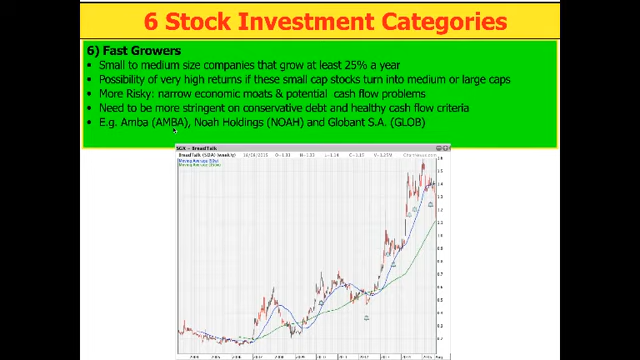 6 Stock Investment Categories
6) Fast Growers
Small to medium size companies that grow at least 25% a year
Possibility of very high returns if these small cap stocks turn into medium or large caps
More Risky: narrow economic moats & potential cash flow problems
Need to be more stringent on conservative debt and healthy cash flow criteria
E.g. Amba (AMBA), Noah Holdings (NOAH) and Globant S.A. (GLOB)
SGX - BreadTalk